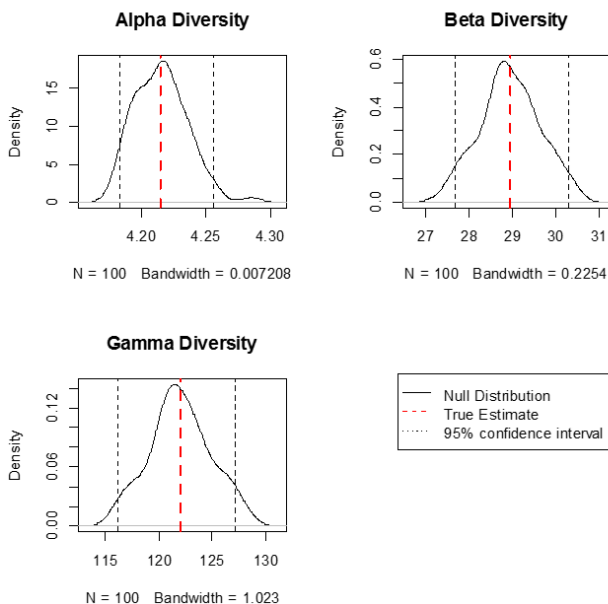 Alpha Diversity
Density
0 5 10 15
4.20 4.25 4.30
N = 100 Bandwidth = 0.007208
Beta Diversity
Density
0.0 0.2 0.4 0.6
27 28 29 30 31
N = 100 Bandwidth = 0.2254
Gamma Diversity
Density
0.00 0.06 0.12
115 120 125 130
N = 100 Bandwidth = 1.023
Null Distribution
True Estimate
95% confidence interval